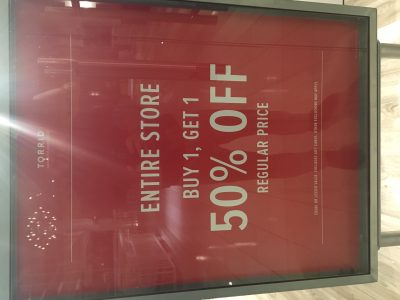 TORRID
ENTIRE STORE
BUY 1, GET 1
50% OFF
REGULAR PRICE